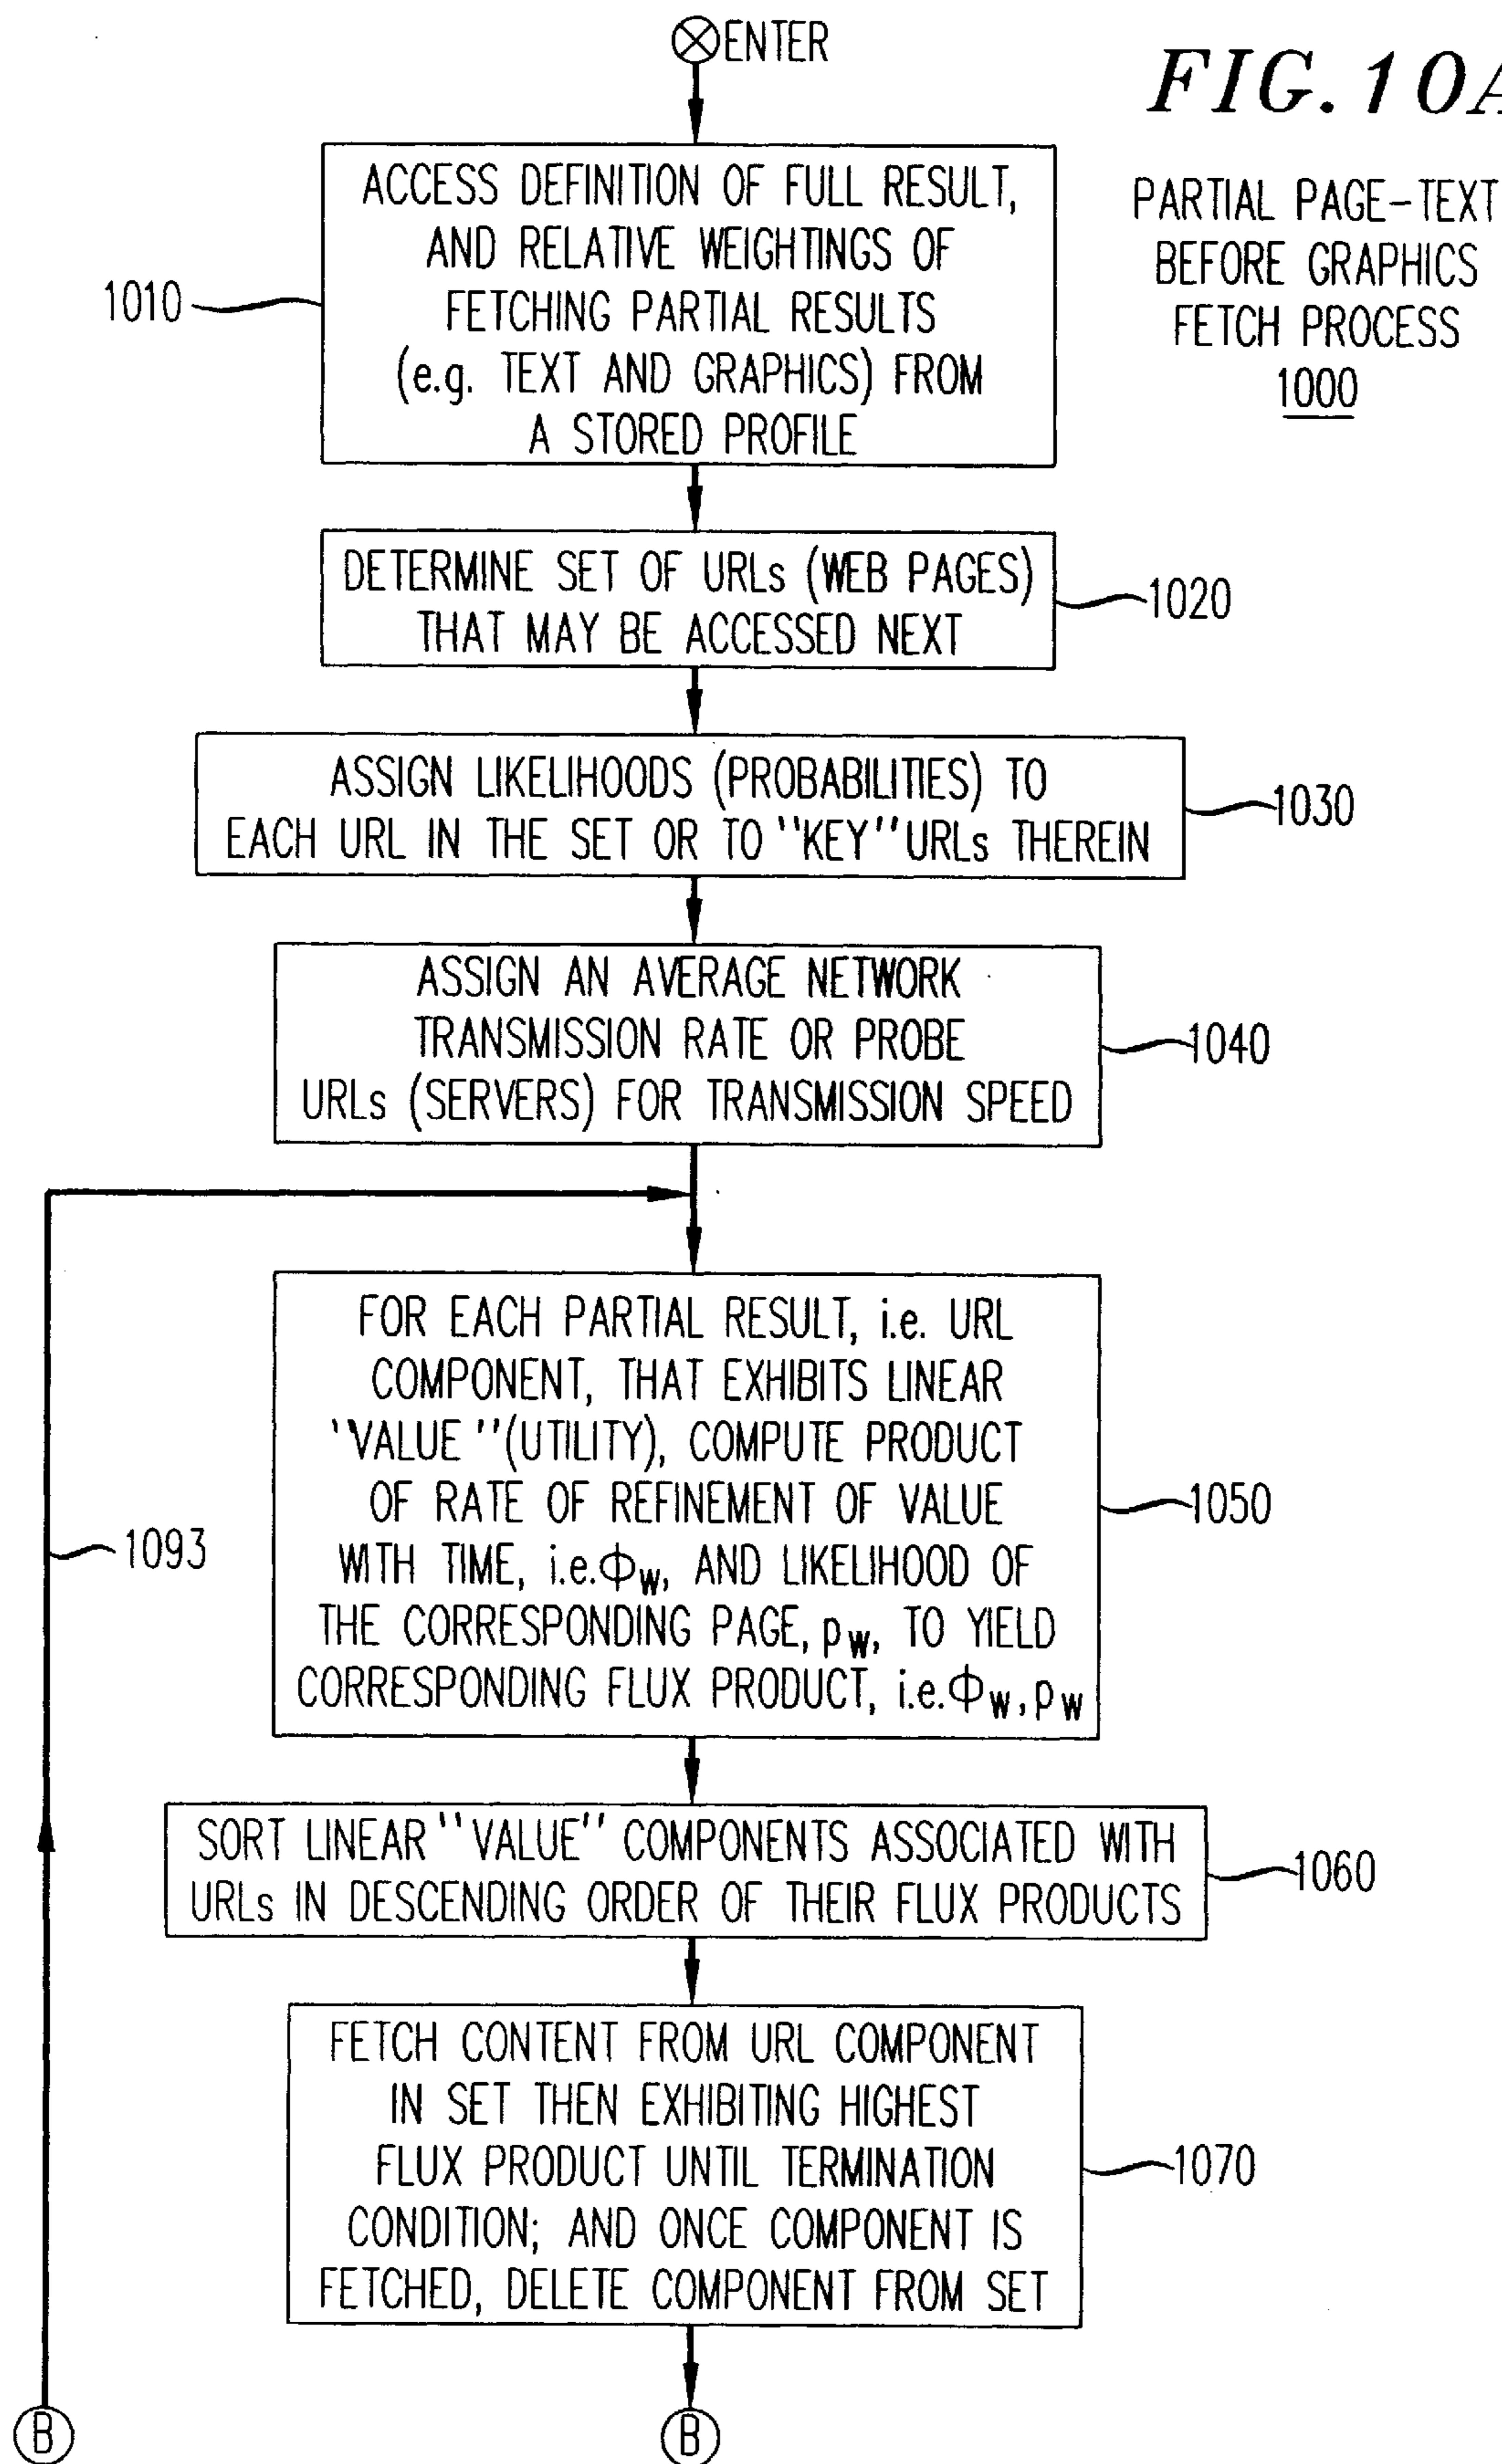 ENTER
FIG. 10A
PARTIAL PAGE-TEXT
BEFORE GRAPHICS
FETCH PROCESS
1000
ACCESS DEFINITION OF FULL RESULT,
AND RELATIVE WEIGHTINGS OF
FETCHING PARTIAL RESULTS
(e.g. TEXT AND GRAPHICS) FROM
A STORED PROFILE
1010
DETERMINE SET OF URLs (WEB PAGES)
THAT MAY BE ACCESSED NEXT
1020
ASSIGN LIKELIHOODS (PROBABILITIES) TO
EACH URL IN THE SET OR TO "KEY" URLs THEREIN
1030
ASSIGN AN AVERAGE NETWORK
TRANSMISSION RATE OR PROBE
URLs (SERVERS) FOR TRANSMISSION SPEED
1040
FOR EACH PARTIAL RESULT, i.e. URL
COMPONENT, THAT EXHIBITS LINEAR
"VALUE" (UTILITY), COMPUTE PRODUCT
OF RATE OF REFINEMENT OF VALUE
WITH TIME, i.e. Φw, AND LIKELIHOOD OF
THE CORRESPONDING PAGE, pw, TO YIELD
CORRESPONDING FLUX PRODUCT, i.e. Φw, pw
1050
1093
SORT LINEAR "VALUE" COMPONENTS ASSOCIATED WITH
URLs IN DESCENDING ORDER OF THEIR FLUX PRODUCTS
1060
FETCH CONTENT FROM URL COMPONENT
IN SET THEN EXHIBITING HIGHEST
FLUX PRODUCT UNTIL TERMINATION
CONDITION; AND ONCE COMPONENT IS
FETCHED, DELETE COMPONENT FROM SET
1070
B
B